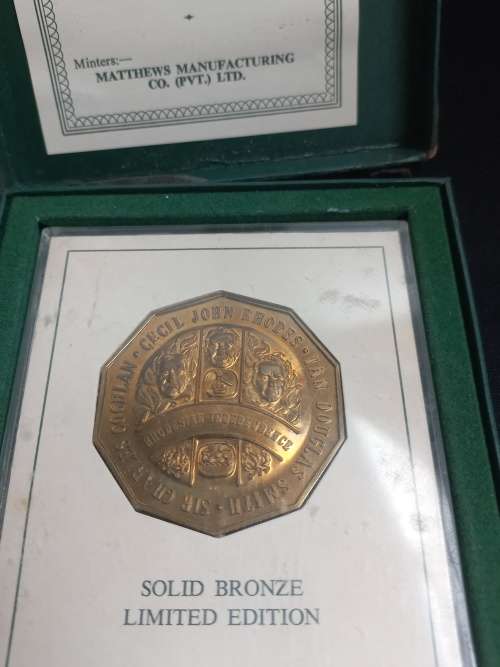 Minters:—
MATTHEWS MANUFACTURING
CO. (PVT.) LTD.
SIR CHARLES COGHLAN · CECIL JOHN RHODES · IAN DOUGLAS SMITH ·
RHODESIAN INDEPENDENCE
SOLID BRONZE
LIMITED EDITION